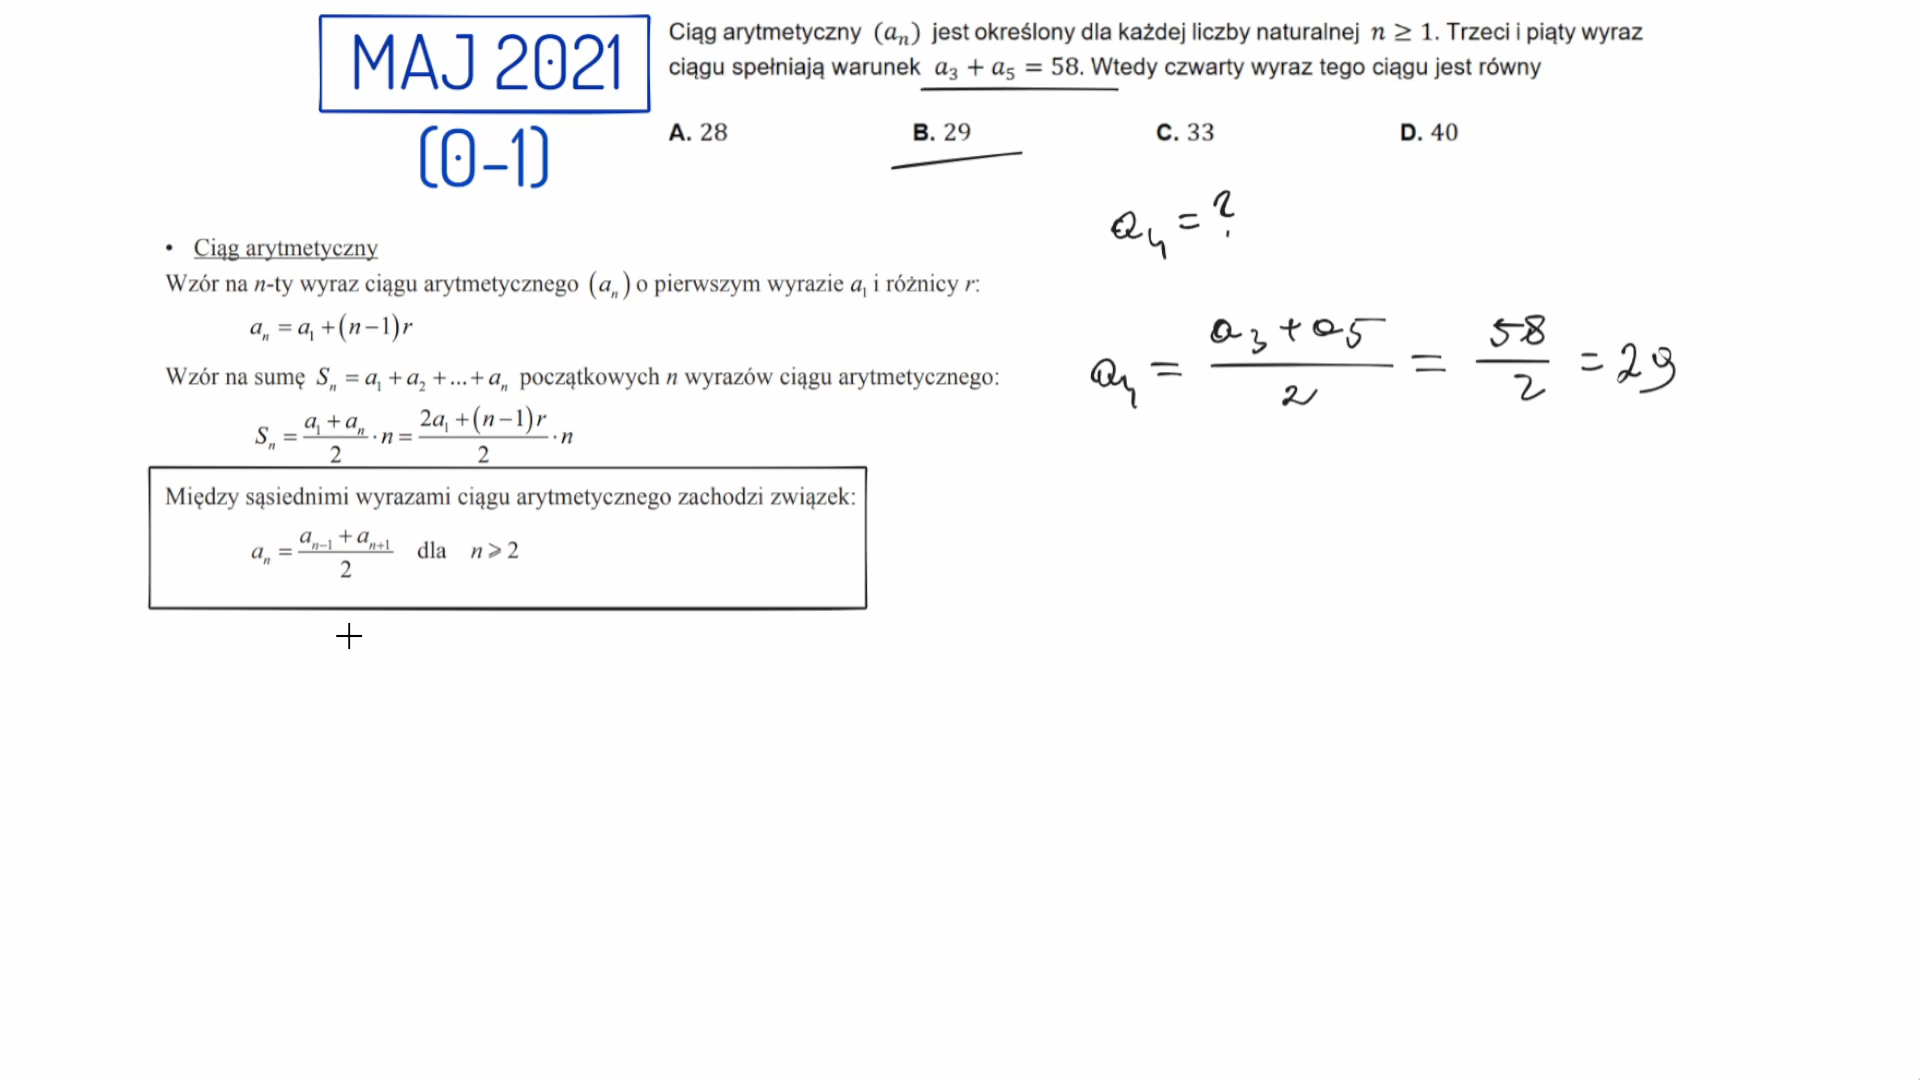 MAJ 2021
(0-1)
Ciąg arytmetyczny (aₙ) jest określony dla każdej liczby naturalnej n ≥ 1. Trzeci i piąty wyraz
ciągu spełniają warunek a₃ + a₅ = 58. Wtedy czwarty wyraz tego ciągu jest równy
A. 28 B. 29 C. 33 D. 40
• Ciąg arytmetyczny
Wzór na n-ty wyraz ciągu arytmetycznego (aₙ) o pierwszym wyrazie a₁ i różnicy r:
aₙ = a₁ + (n−1)r
Wzór na sumę Sₙ = a₁ + a₂ + ... + aₙ początkowych n wyrazów ciągu arytmetycznego:
Sₙ = (a₁ + aₙ)/2 · n = (2a₁ + (n−1)r)/2 · n
Między sąsiednimi wyrazami ciągu arytmetycznego zachodzi związek:
aₙ = (aₙ₋₁ + aₙ₊₁)/2 dla n ⩾ 2
a₄ = ?
a₄ = (a₃ + a₅)/2 = 58/2 = 29